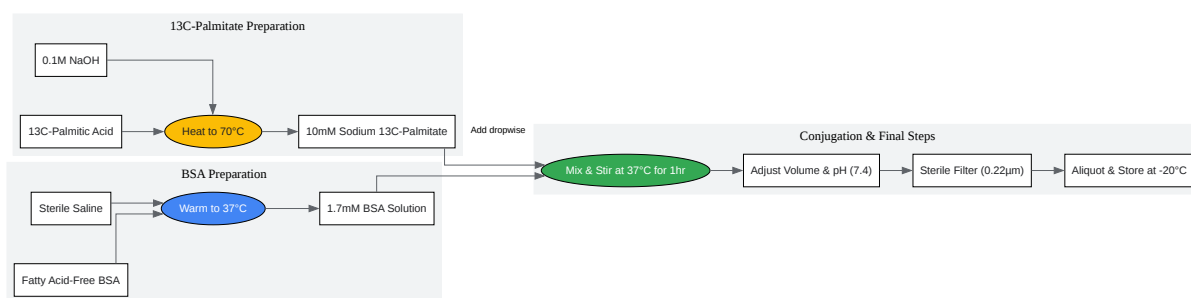 13C-Palmitate Preparation
0.1M NaOH
13C-Palmitic Acid
Heat to 70°C
10mM Sodium 13C-Palmitate
Add dropwise
BSA Preparation
Sterile Saline
Fatty Acid-Free BSA
Warm to 37°C
1.7mM BSA Solution
Conjugation & Final Steps
Mix & Stir at 37°C for 1hr
Adjust Volume & pH (7.4)
Sterile Filter (0.22µm)
Aliquot & Store at -20°C